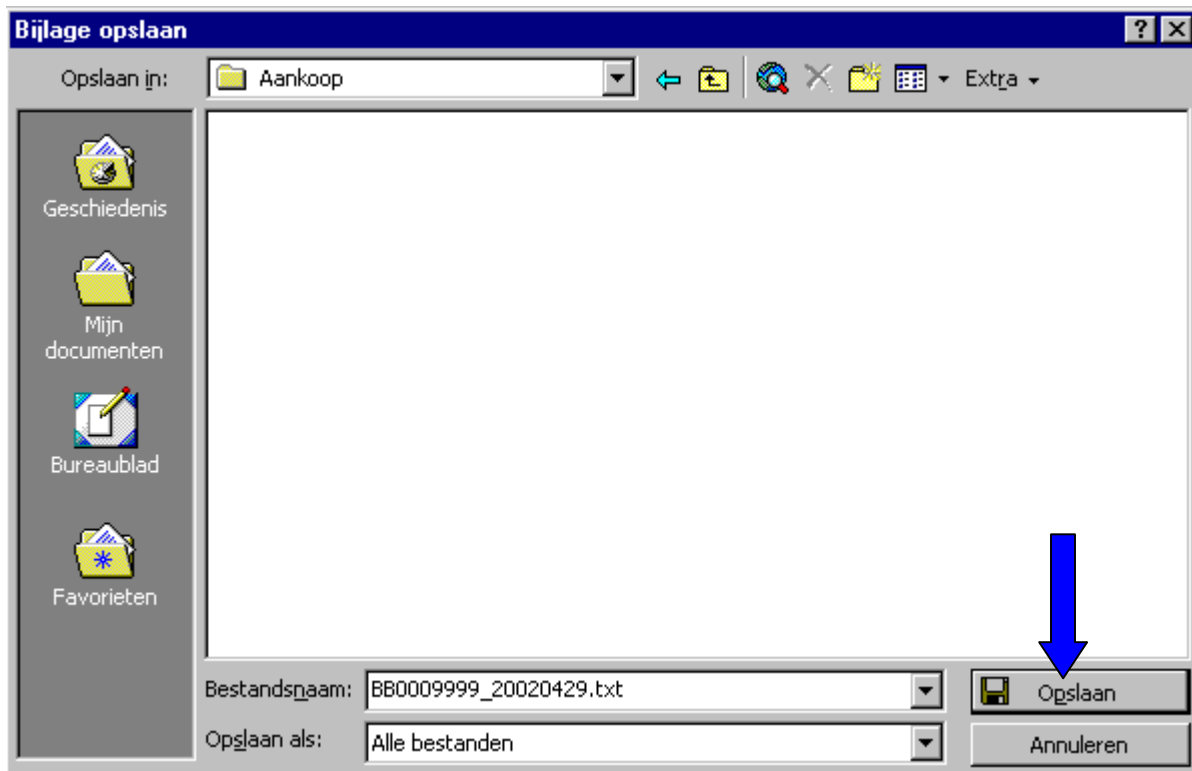 Bijlage opslaan
Opslaan in:
Aankoop
Extra
Geschiedenis
Mijn
documenten
Bureaublad
Favorieten
Bestandsnaam:
BB0009999_20020429.txt
Opslaan
Opslaan als:
Alle bestanden
Annuleren